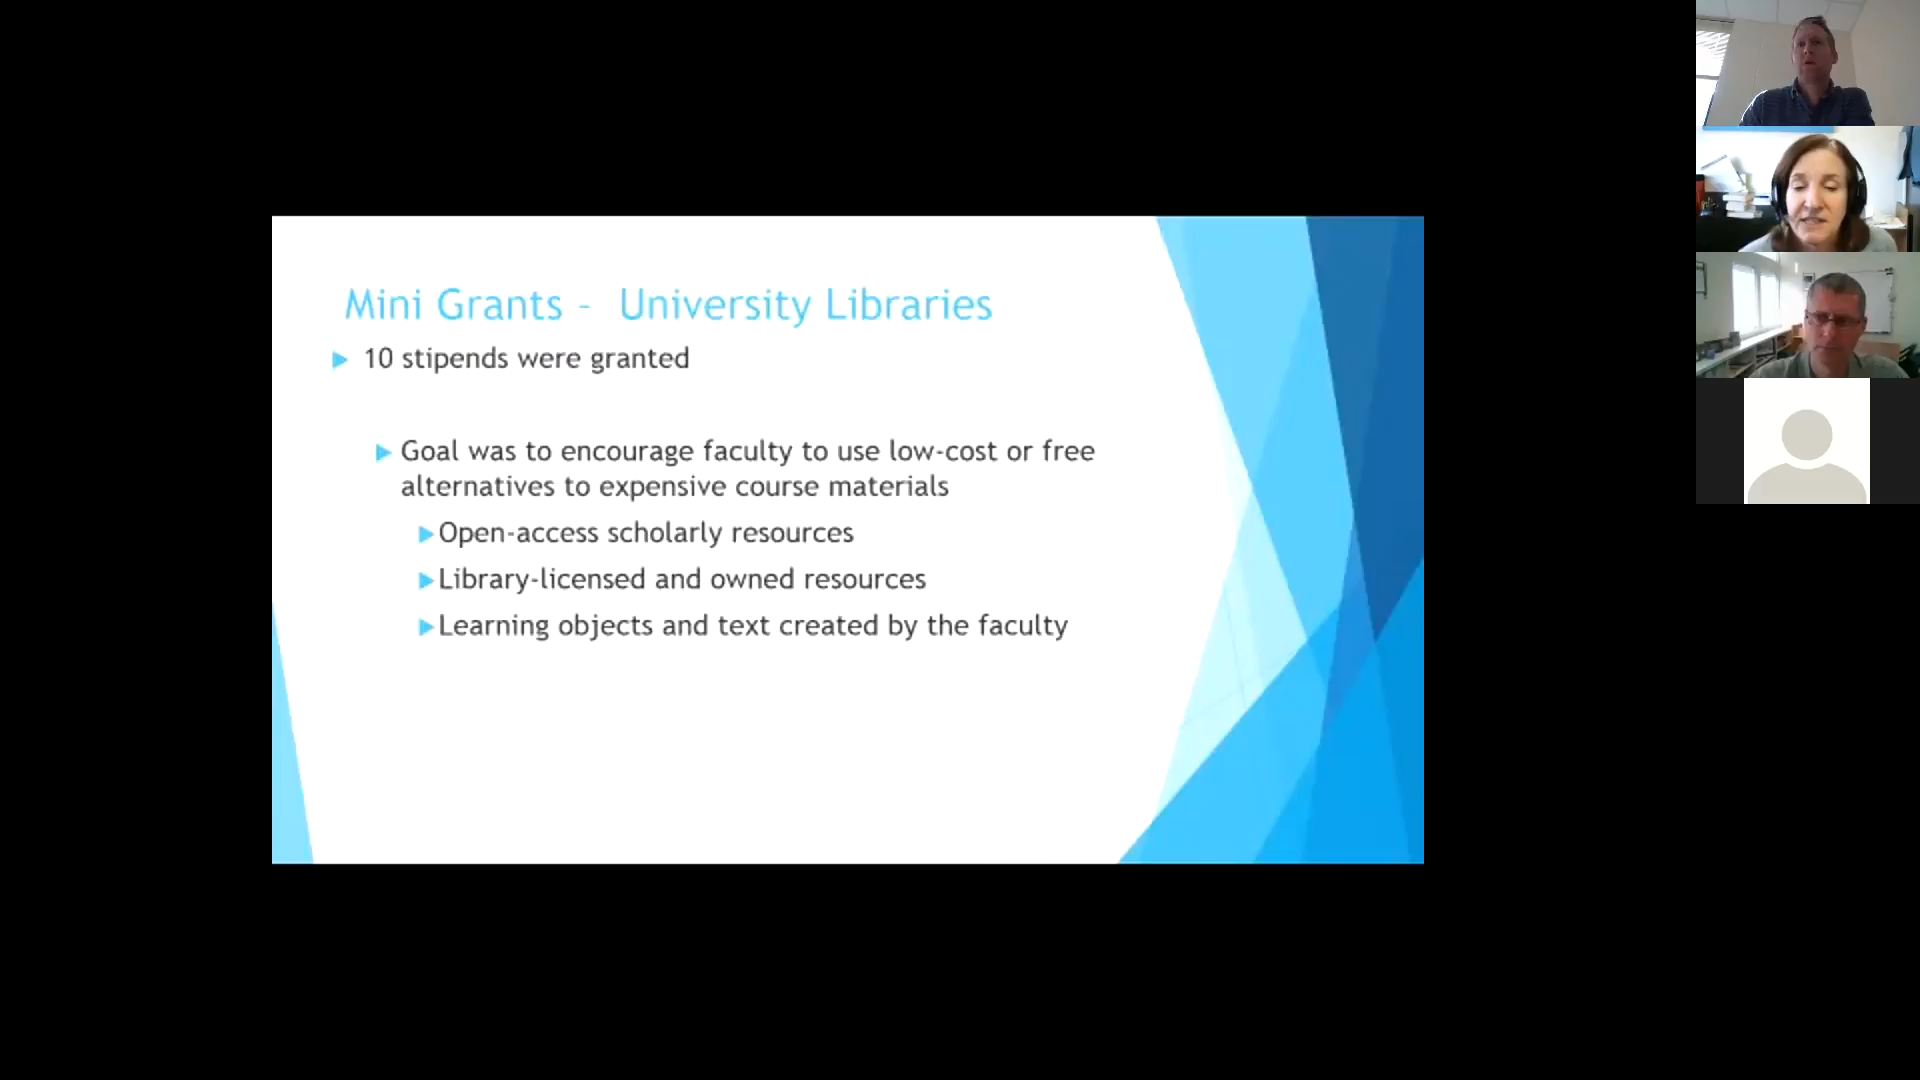 Mini Grants - University Libraries
10 stipends were granted
Goal was to encourage faculty to use low-cost or free
alternatives to expensive course materials
Open-access scholarly resources
Library-licensed and owned resources
Learning objects and text created by the faculty